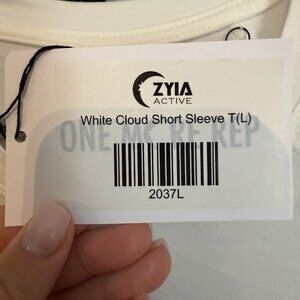 ZYIA
ACTIVE
White Cloud Short Sleeve T(L)
ONE MORE REP
2037L